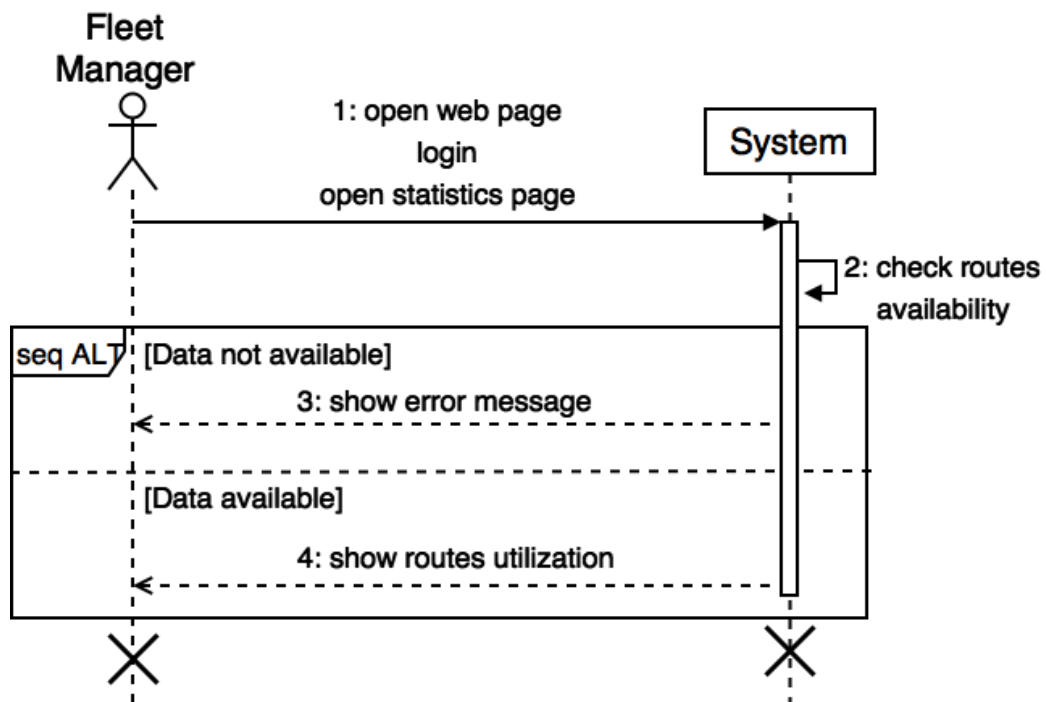 Fleet
Manager
1: open web page
login
open statistics page
System
2: check routes
availability
seq ALT
[Data not available]
3: show error message
[Data available]
4: show routes utilization